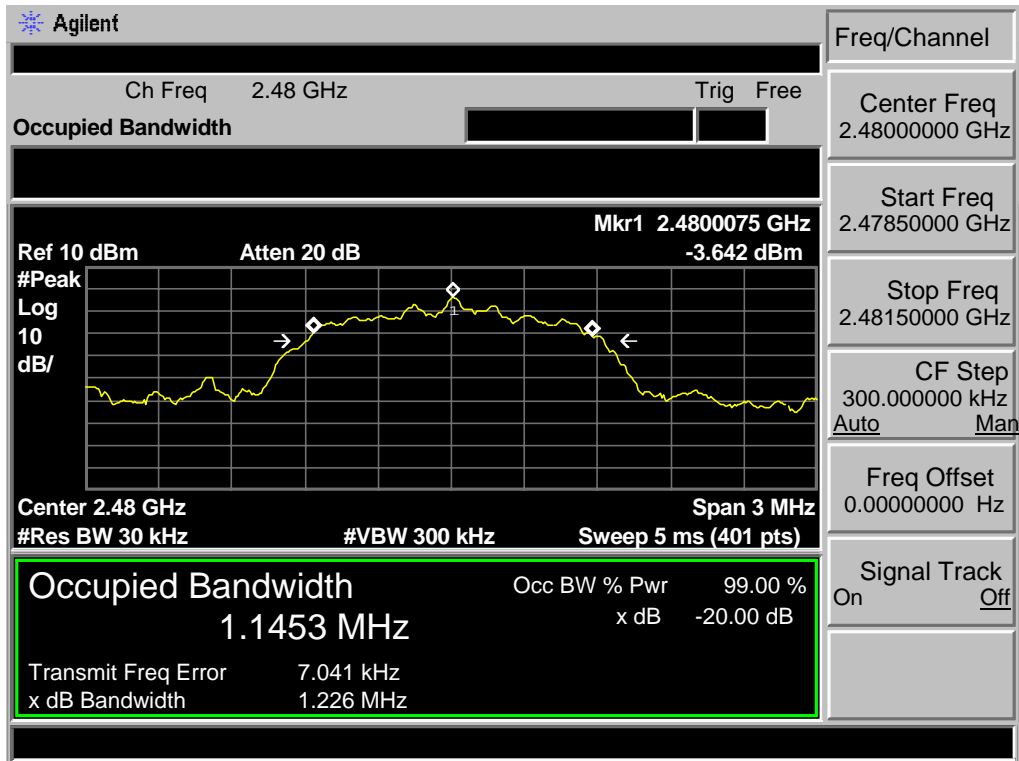 Agilent
Freq/Channel
Ch Freq 2.48 GHz Trig Free
Occupied Bandwidth
Center Freq
2.48000000 GHz
Start Freq
2.47850000 GHz
Stop Freq
2.48150000 GHz
CF Step
300.000000 kHz
Auto Man
Freq Offset
0.00000000 Hz
Signal Track
On Off
Mkr1 2.4800075 GHz
Ref 10 dBm Atten 20 dB -3.642 dBm
#Peak
Log
10
dB/
1
Center 2.48 GHz Span 3 MHz
#Res BW 30 kHz #VBW 300 kHz Sweep 5 ms (401 pts)
Occupied Bandwidth Occ BW % Pwr 99.00 %
1.1453 MHz x dB -20.00 dB
Transmit Freq Error 7.041 kHz
x dB Bandwidth 1.226 MHz